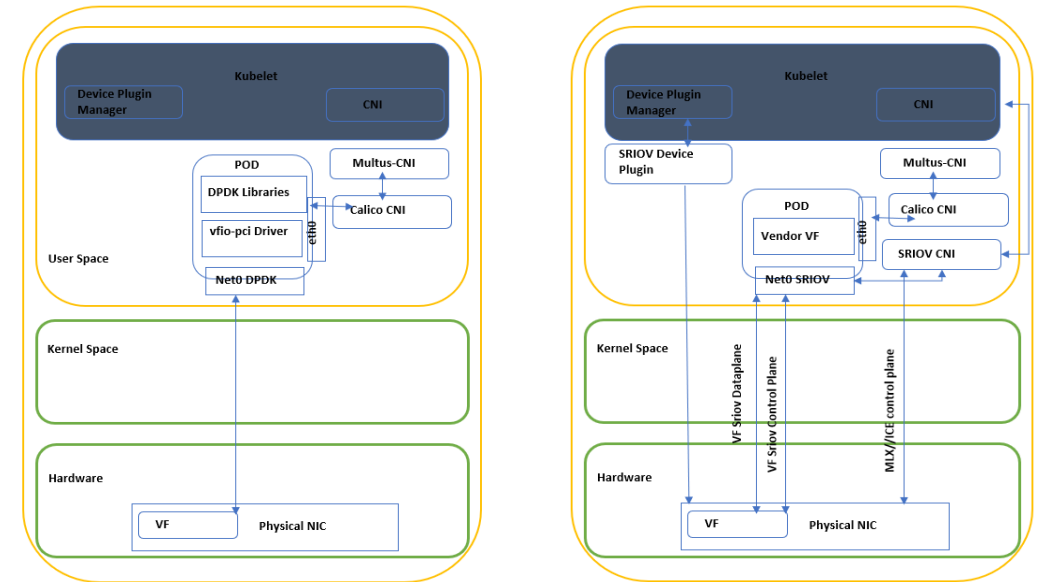 Kubelet
Device Plugin
Manager
CNI
POD
Multus-CNI
DPDK Libraries
Calico CNI
vfio-pci Driver
eth0
User Space
Net0 DPDK
Kernel Space
Hardware
VF
Physical NIC
Kubelet
Device Plugin
Manager
CNI
SRIOV Device
Plugin
Multus-CNI
POD
Calico CNI
Vendor VF
eth0
SRIOV CNI
Net0 SRIOV
Kernel Space
VF Sriov Dataplane
VF Sriov Control Plane
MLX//ICE control plane
Hardware
VF
Physical NIC